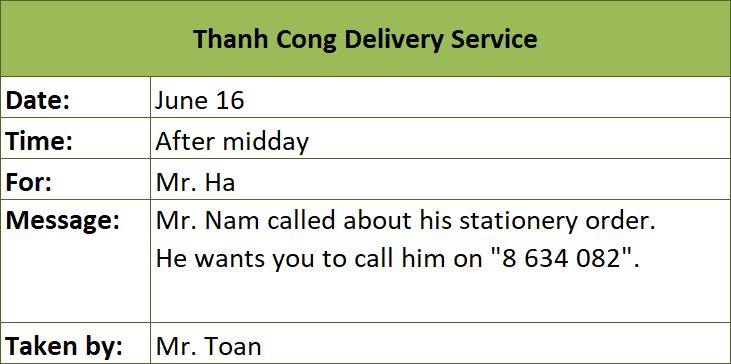 Thanh Cong Delivery Service
Date: June 16
Time: After midday
For: Mr. Ha
Message: Mr. Nam called about his stationery order.
He wants you to call him on "8 634 082".
Taken by: Mr. Toan